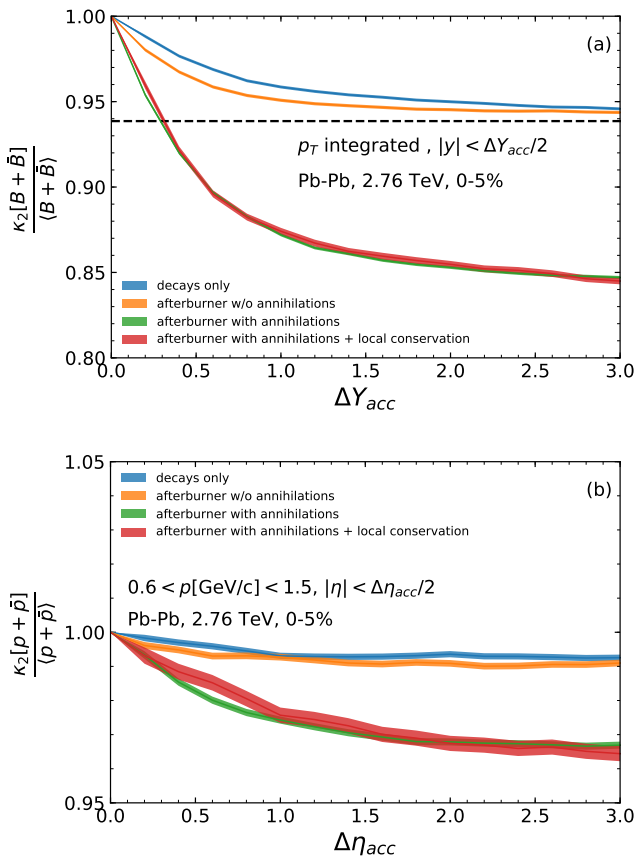 1.00
0.95
0.90
0.85
0.80
κ₂[B + B̄]
⟨B + B̄⟩
(a)
p_T integrated , |y| < ΔY_acc/2
Pb-Pb, 2.76 TeV, 0-5%
decays only
afterburner w/o annihilations
afterburner with annihilations
afterburner with annihilations + local conservation
0.0 0.5 1.0 1.5 2.0 2.5 3.0
ΔY_acc
1.05
1.00
0.95
κ₂[p + p̄]
⟨p + p̄⟩
decays only
afterburner w/o annihilations
afterburner with annihilations
afterburner with annihilations + local conservation
(b)
0.6 < p[GeV/c] < 1.5, |η| < Δη_acc/2
Pb-Pb, 2.76 TeV, 0-5%
0.0 0.5 1.0 1.5 2.0 2.5 3.0
Δη_acc